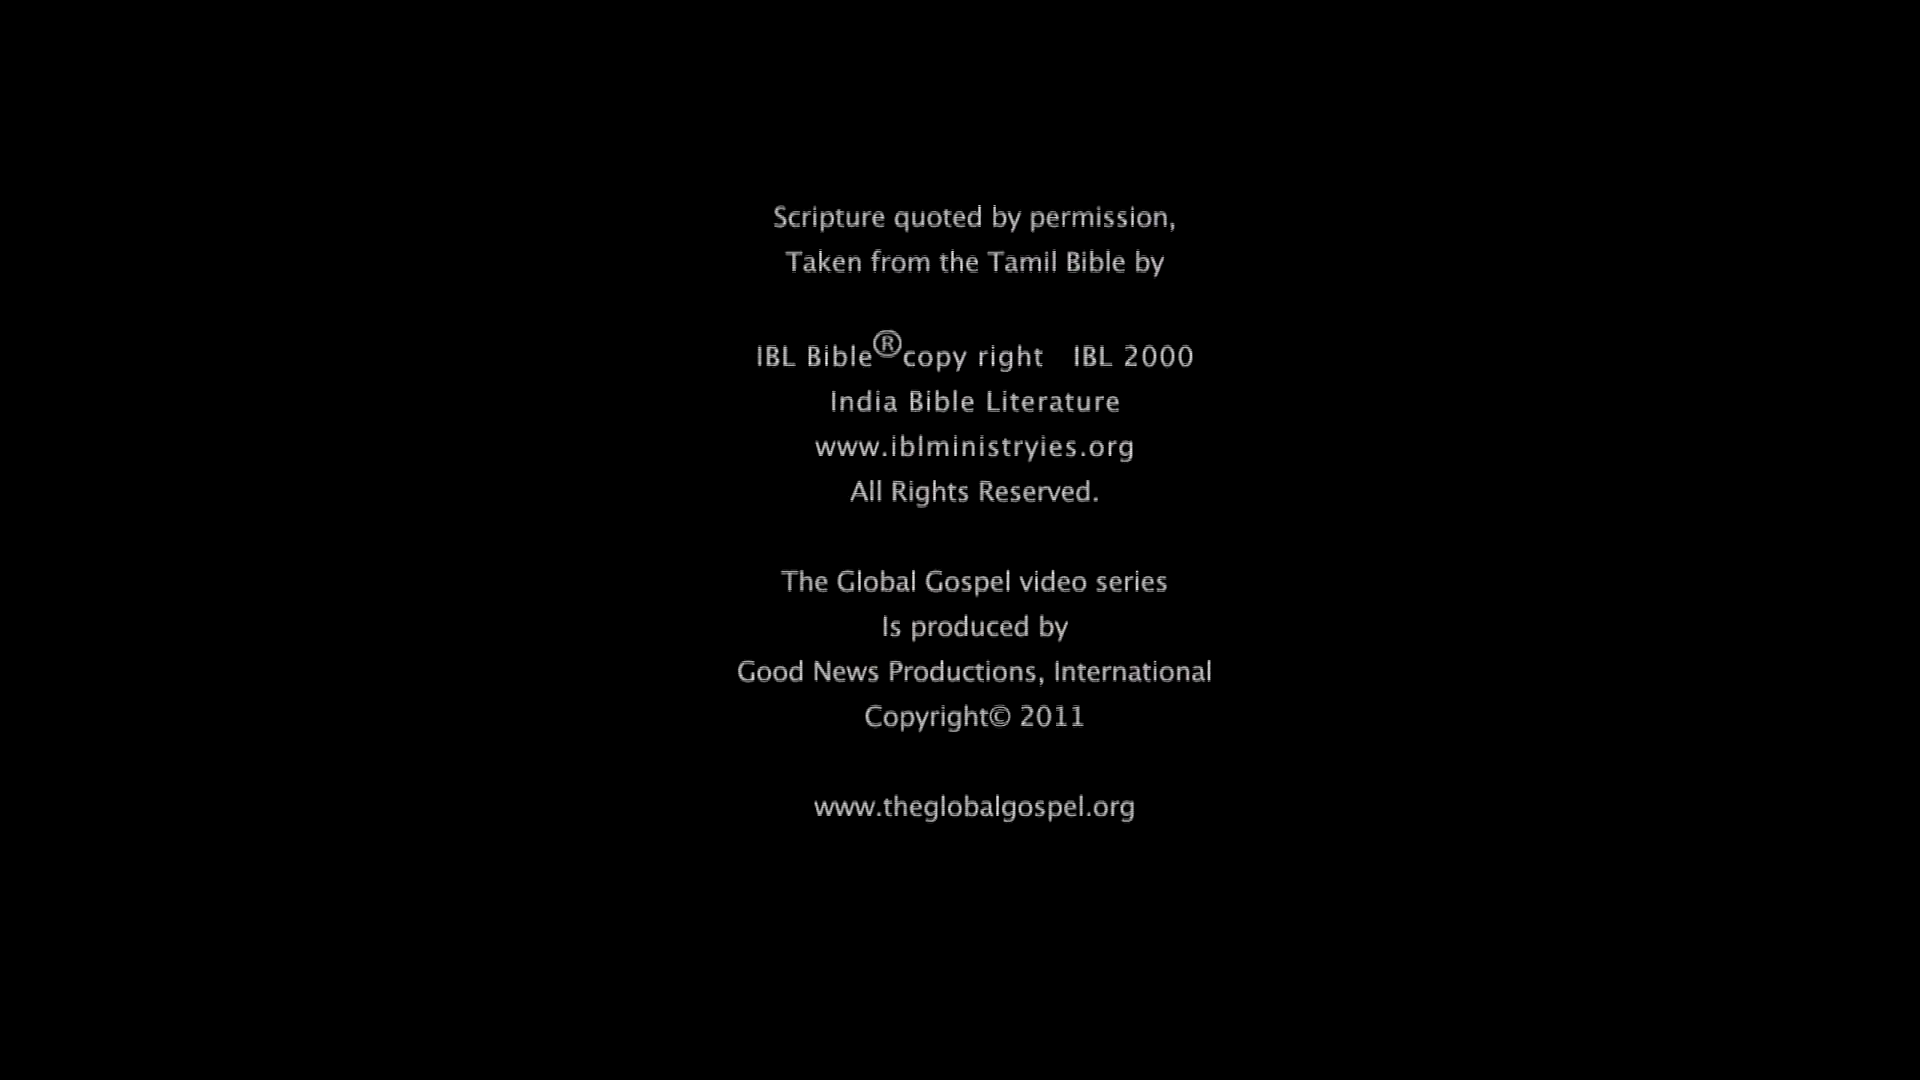 Scripture quoted by permission,
Taken from the Tamil Bible by
IBL Bible®copy right IBL 2000
India Bible Literature
www.iblministryies.org
All Rights Reserved.
The Global Gospel video series
Is produced by
Good News Productions, International
Copyright© 2011
www.theglobalgospel.org